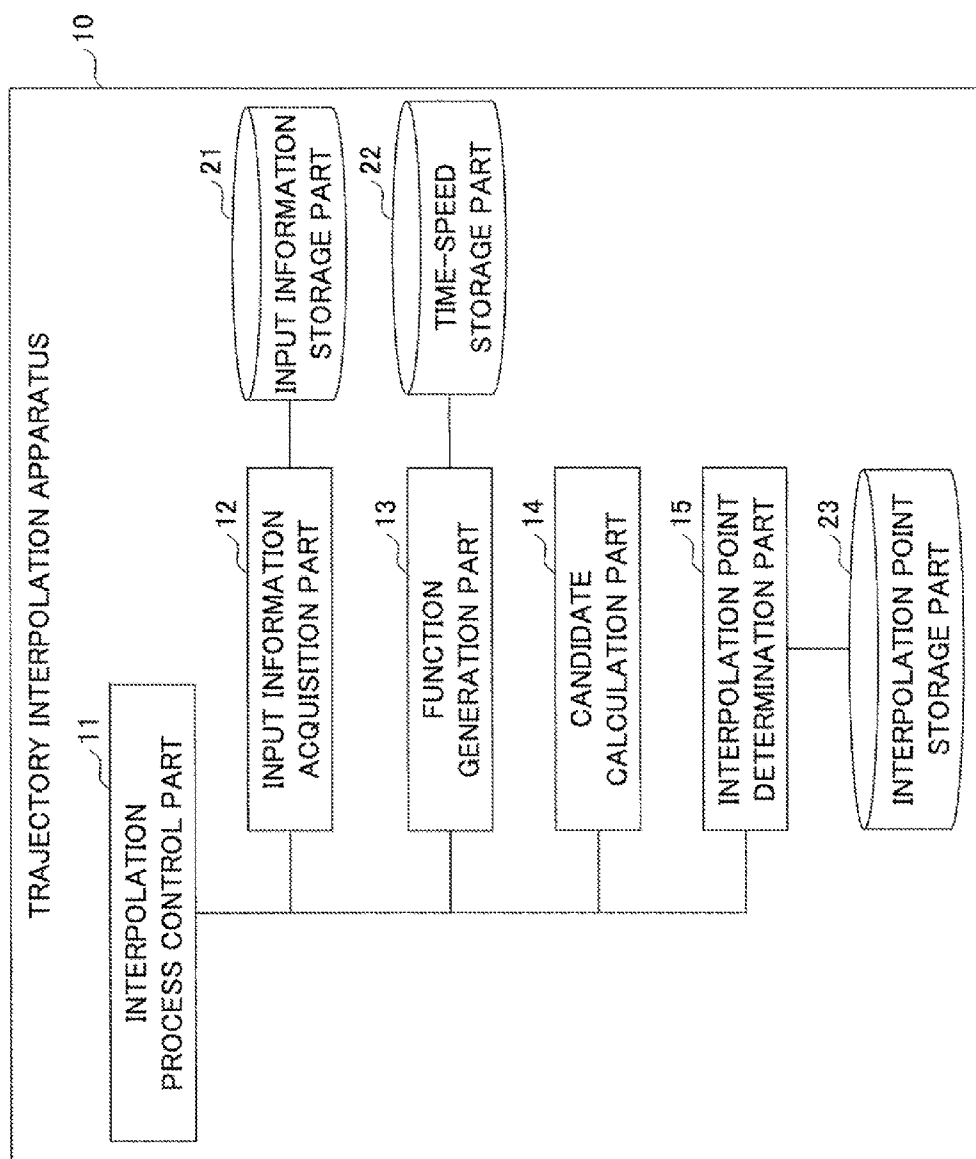 TRAJECTORY INTERPOLATION APPARATUS
10
11
INTERPOLATION
PROCESS CONTROL PART
12
INPUT INFORMATION
ACQUISITION PART
21
INPUT INFORMATION
STORAGE PART
13
FUNCTION
GENERATION PART
22
TIME-SPEED
STORAGE PART
14
CANDIDATE
CALCULATION PART
15
INTERPOLATION POINT
DETERMINATION PART
23
INTERPOLATION POINT
STORAGE PART